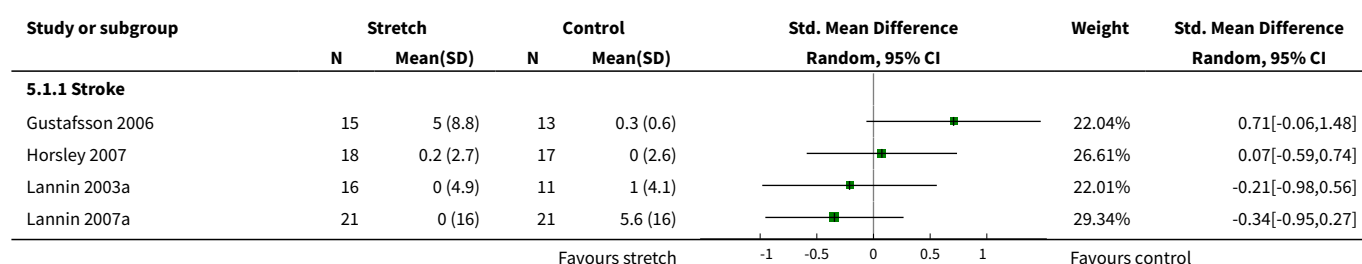 Study or subgroup Stretch Control Std. Mean Difference Weight Std. Mean Difference
N Mean(SD) N Mean(SD) Random, 95% CI Random, 95% CI
5.1.1 Stroke
Gustafsson 2006 15 5 (8.8) 13 0.3 (0.6) 22.04% 0.71[-0.06,1.48]
Horsley 2007 18 0.2 (2.7) 17 0 (2.6) 26.61% 0.07[-0.59,0.74]
Lannin 2003a 16 0 (4.9) 11 1 (4.1) 22.01% -0.21[-0.98,0.56]
Lannin 2007a 21 0 (16) 21 5.6 (16) 29.34% -0.34[-0.95,0.27]
Favours stretch -1 -0.5 0 0.5 1 Favours control